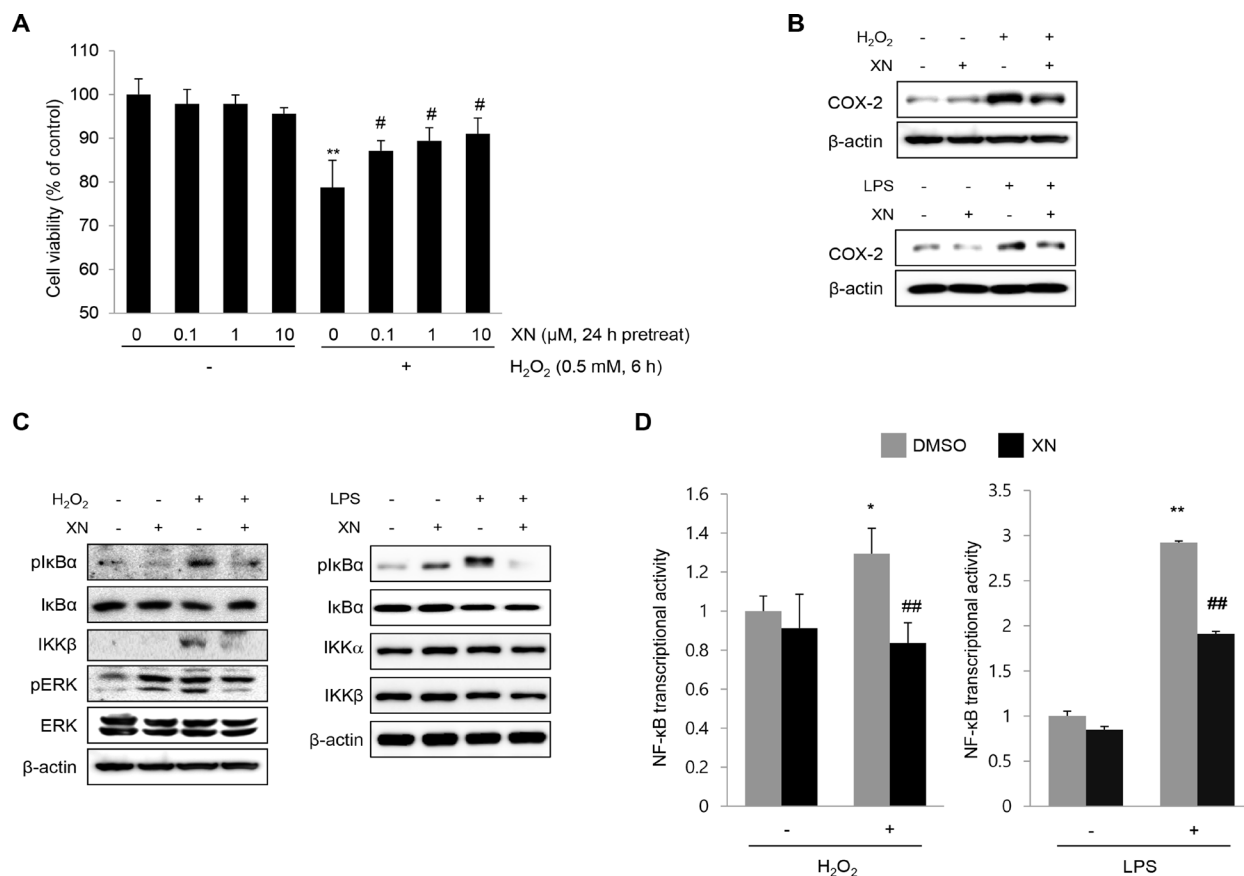 A
110
100
90
80
70
60
50
Cell viability (% of control)
**
#
#
#
0 0.1 1 10 0 0.1 1 10 XN (μM, 24 h pretreat)
- + H₂O₂ (0.5 mM, 6 h)
B
H₂O₂ - - + +
XN - + - +
COX-2
β-actin
LPS - - + +
XN - + - +
COX-2
β-actin
C
H₂O₂ - - + +
XN - + - +
pIκBα
IκBα
IKKβ
pERK
ERK
β-actin
LPS - - + +
XN - + - +
pIκBα
IκBα
IKKα
IKKβ
β-actin
D
DMSO XN
NF-κB transcriptional activity
1.6
1.4
1.2
1
0.8
0.6
0.4
0.2
0
*
##
- +
H₂O₂
NF-κB transcriptional activity
3.5
3
2.5
2
1.5
1
0.5
0
**
##
- +
LPS